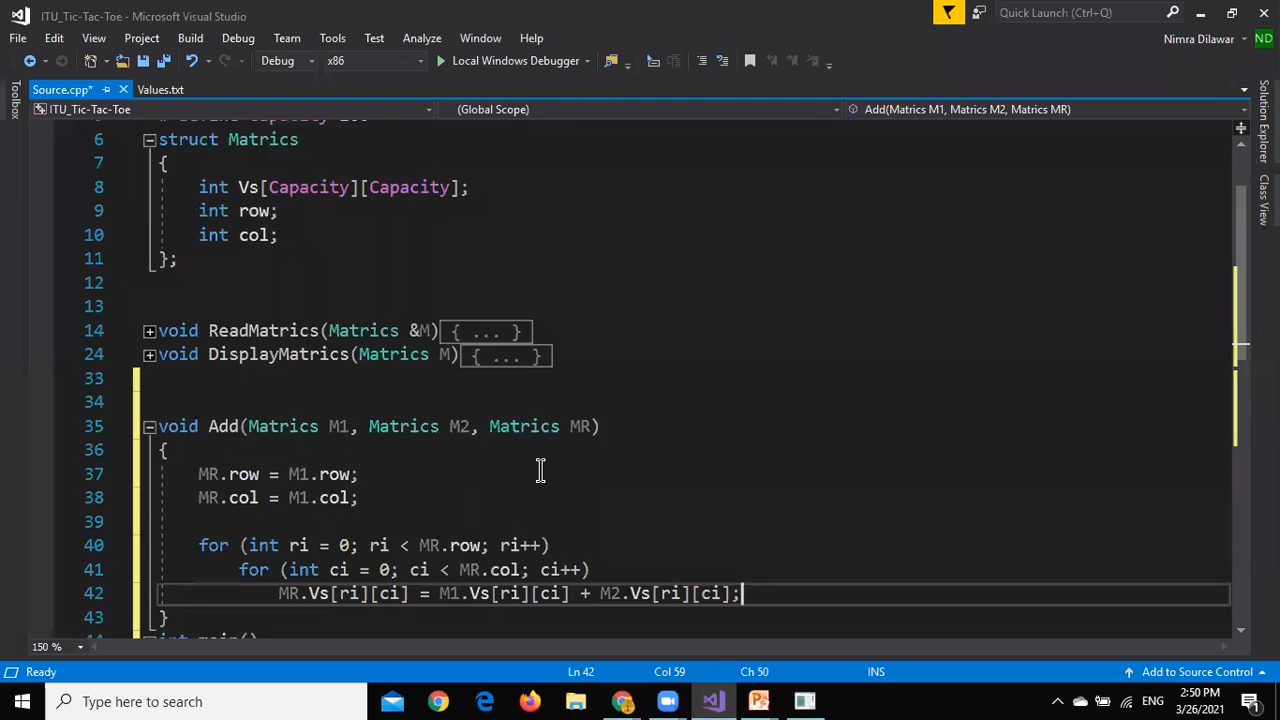 ITU_Tic-Tac-Toe - Microsoft Visual Studio
Quick Launch (Ctrl+Q)
File Edit View Project Build Debug Team Tools Test Analyze Window Help
Nimra Dilawar ND
Debug x86 Local Windows Debugger
Source.cpp* Values.txt
ITU_Tic-Tac-Toe (Global Scope) Add(Matrics M1, Matrics M2, Matrics MR)
Toolbox
Solution Explorer
Class View
6 struct Matrics
7 {
8 int Vs[Capacity][Capacity];
9 int row;
10 int col;
11 };
12
13
14 void ReadMatrics(Matrics &M){ ... }
24 void DisplayMatrics(Matrics M){ ... }
33
34
35 void Add(Matrics M1, Matrics M2, Matrics MR)
36 {
37 MR.row = M1.row;
38 MR.col = M1.col;
39
40 for (int ri = 0; ri < MR.row; ri++)
41 for (int ci = 0; ci < MR.col; ci++)
42 MR.Vs[ri][ci] = M1.Vs[ri][ci] + M2.Vs[ri][ci];
43 }
150 %
Ready Ln 42 Col 59 Ch 50 INS Add to Source Control
Type here to search ENG 2:50 PM
3/26/2021